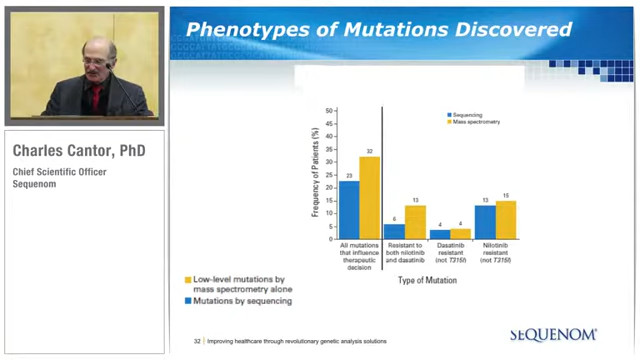 Phenotypes of Mutations Discovered
Charles Cantor, PhD
Chief Scientific Officer
Sequenom
Frequency of Patients (%)
50
45
40
35
30
25
20
15
10
5
0
Sequencing
Mass spectrometry
23
32
6
13
4
4
13
15
All mutations
that influence
therapeutic
decision
Resistant to
both nilotinib
and dasatinib
Dasatinib
resistant
(not T315I)
Nilotinib
resistant
(not T315I)
Type of Mutation
Low-level mutations by
mass spectrometry alone
Mutations by sequencing
32 | Improving healthcare through revolutionary genetic analysis solutions
SEQUENOM®